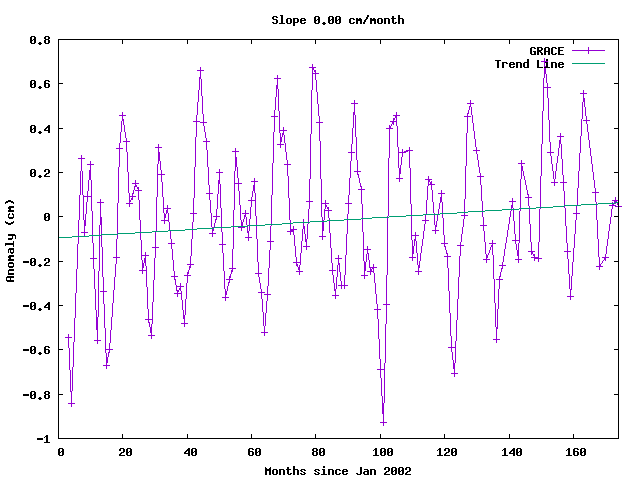 Slope 0.00 cm/month
GRACE
Trend Line
0.8
0.6
0.4
0.2
0
-0.2
-0.4
-0.6
-0.8
-1
Anomaly (cm)
0 20 40 60 80 100 120 140 160
Months since Jan 2002